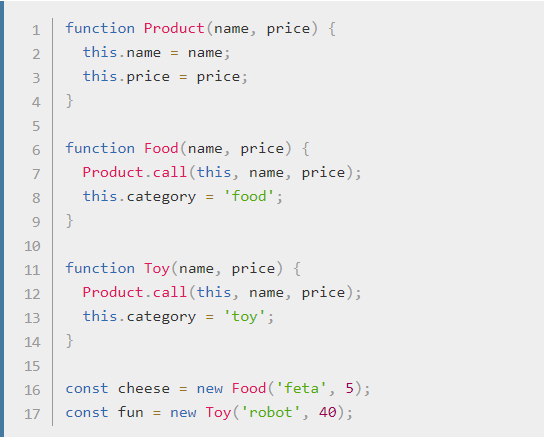 1 function Product(name, price) {
2   this.name = name;
3   this.price = price;
4 }
5
6 function Food(name, price) {
7   Product.call(this, name, price);
8   this.category = 'food';
9 }
10
11 function Toy(name, price) {
12   Product.call(this, name, price);
13   this.category = 'toy';
14 }
15
16 const cheese = new Food('feta', 5);
17 const fun = new Toy('robot', 40);